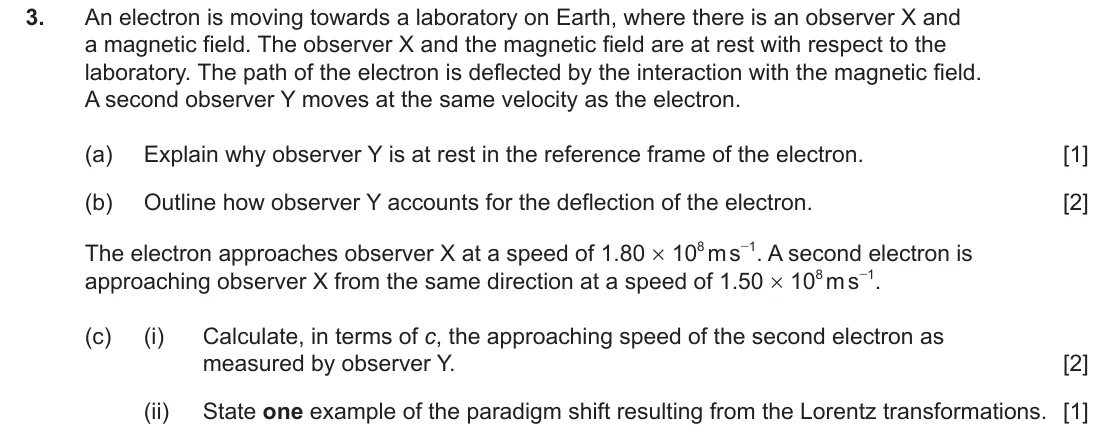 3. An electron is moving towards a laboratory on Earth, where there is an observer X and
a magnetic field. The observer X and the magnetic field are at rest with respect to the
laboratory. The path of the electron is deflected by the interaction with the magnetic field.
A second observer Y moves at the same velocity as the electron.
(a) Explain why observer Y is at rest in the reference frame of the electron. [1]
(b) Outline how observer Y accounts for the deflection of the electron. [2]
The electron approaches observer X at a speed of 1.80 × 10⁸ m s⁻¹. A second electron is
approaching observer X from the same direction at a speed of 1.50 × 10⁸ m s⁻¹.
(c) (i) Calculate, in terms of c, the approaching speed of the second electron as
measured by observer Y. [2]
(ii) State one example of the paradigm shift resulting from the Lorentz transformations. [1]